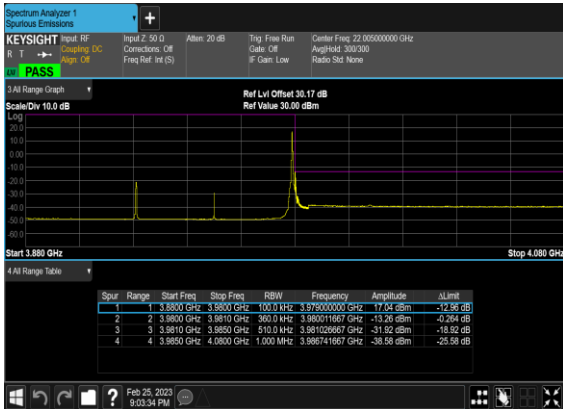 Spectrum Analyzer 1
Spurious Emissions
KEYSIGHT Input: RF
R T Coupling: DC
Align: Off
Input Z: 50 Ω
Corrections: Off
Freq Ref: Int (S)
Atten: 20 dB
Trig: Free Run
Gate: Off
IF Gain: Low
Center Freq: 22.005000000 GHz
Avg|Hold: 300/300
Radio Std: None
PASS
3 All Range Graph
Scale/Div 10.0 dB
Ref Lvl Offset 30.17 dB
Ref Value 30.00 dBm
Log
20.0
10.0
0.00
-10.0
-20.0
-30.0
-40.0
-50.0
-60.0
Start 3.880 GHz Stop 4.080 GHz
4 All Range Table
Spur Range Start Freq Stop Freq RBW Frequency Amplitude ΔLimit
1 1 3.8800 GHz 3.9800 GHz 100.0 kHz 3.979000000 GHz 17.04 dBm -12.96 dB
2 2 3.9800 GHz 3.9810 GHz 360.0 kHz 3.980011667 GHz -13.26 dBm -0.264 dB
3 3 3.9810 GHz 3.9850 GHz 510.0 kHz 3.981026667 GHz -31.92 dBm -18.92 dB
4 4 3.9850 GHz 4.0800 GHz 1.000 MHz 3.986741667 GHz -38.58 dBm -25.58 dB
? Feb 25, 2023
9:03:34 PM